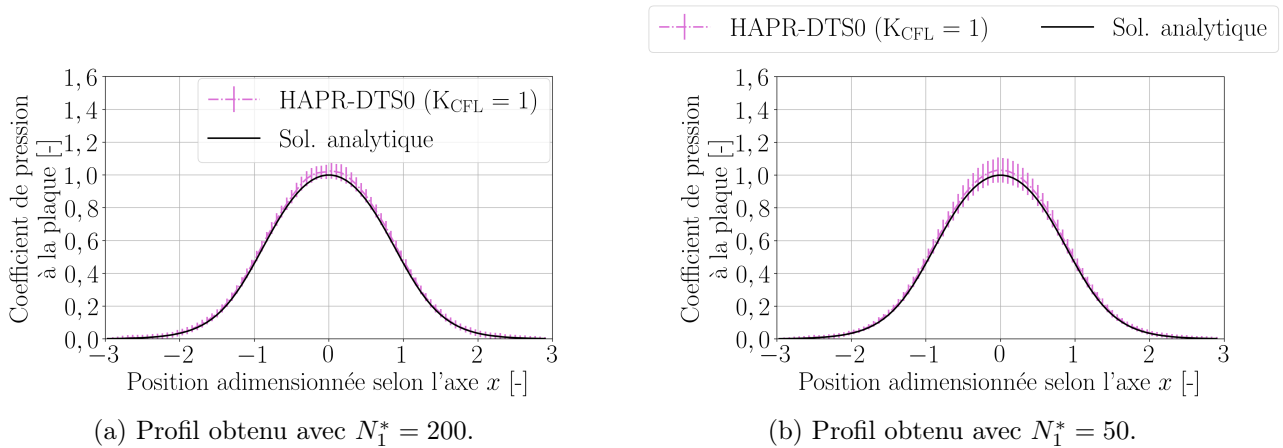 HAPR-DTS0 (K_CFL = 1)
Sol. analytique
Coefficient de pression
à la plaque [-]
1,6
1,4
1,2
1,0
0,8
0,6
0,4
0,2
0,0
−3 −2 −1 0 1 2 3
Position adimensionnée selon l'axe x [-]
(a) Profil obtenu avec N₁* = 200.
HAPR-DTS0 (K_CFL = 1) Sol. analytique
Coefficient de pression
à la plaque [-]
1,6
1,4
1,2
1,0
0,8
0,6
0,4
0,2
0,0
−3 −2 −1 0 1 2 3
Position adimensionnée selon l'axe x [-]
(b) Profil obtenu avec N₁* = 50.